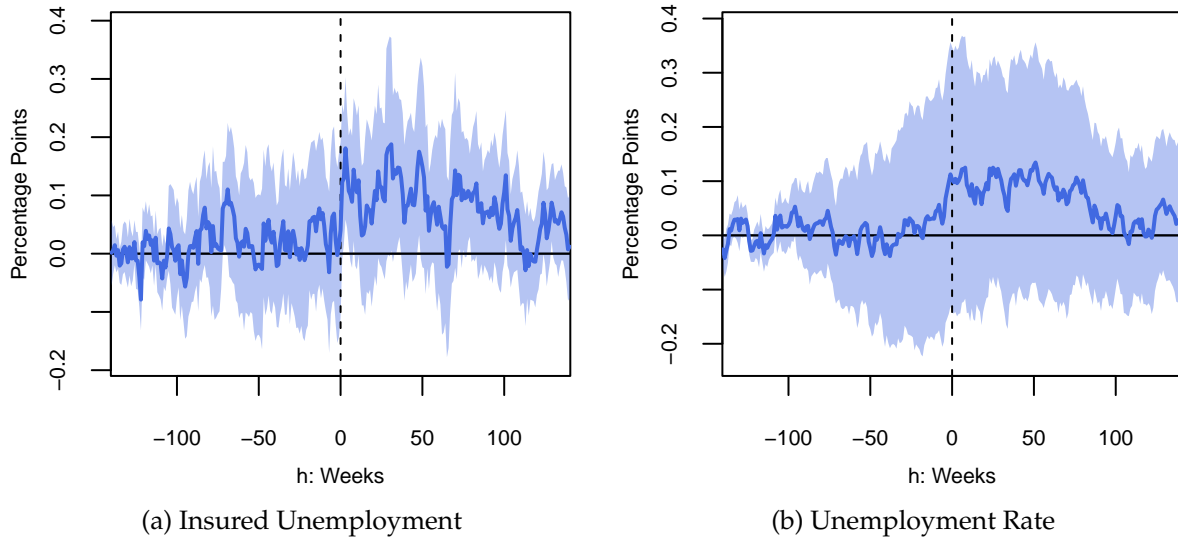 0.4
0.3
0.2
0.1
0.0
−0.2
Percentage Points
−100 −50 0 50 100
h: Weeks
(a) Insured Unemployment
0.4
0.3
0.2
0.1
0.0
−0.2
Percentage Points
−100 −50 0 50 100
h: Weeks
(b) Unemployment Rate